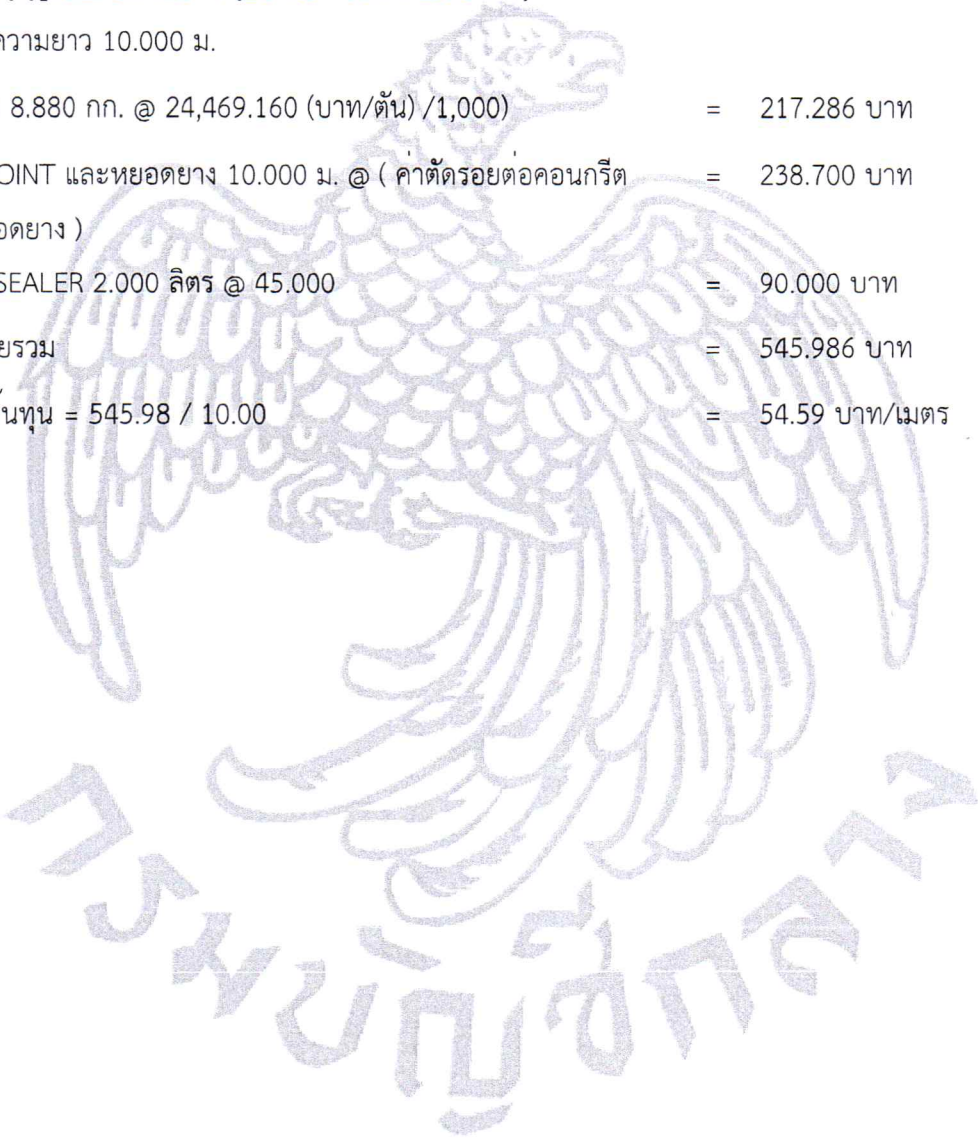 ความยาว 10.000 ม.
8.880 กก. @ 24,469.160 (บาท/ตัน) /1,000) = 217.286 บาท
OINT และหยอดยาง 10.000 ม. @ ( ค่าตัดรอยต่อคอนกรีต = 238.700 บาท
อดยาง )
SEALER 2.000 ลิตร @ 45.000 = 90.000 บาท
ยรวม = 545.986 บาท
นทุน = 545.98 / 10.00 = 54.59 บาท/เมตร
กรมบัญชีกลาง